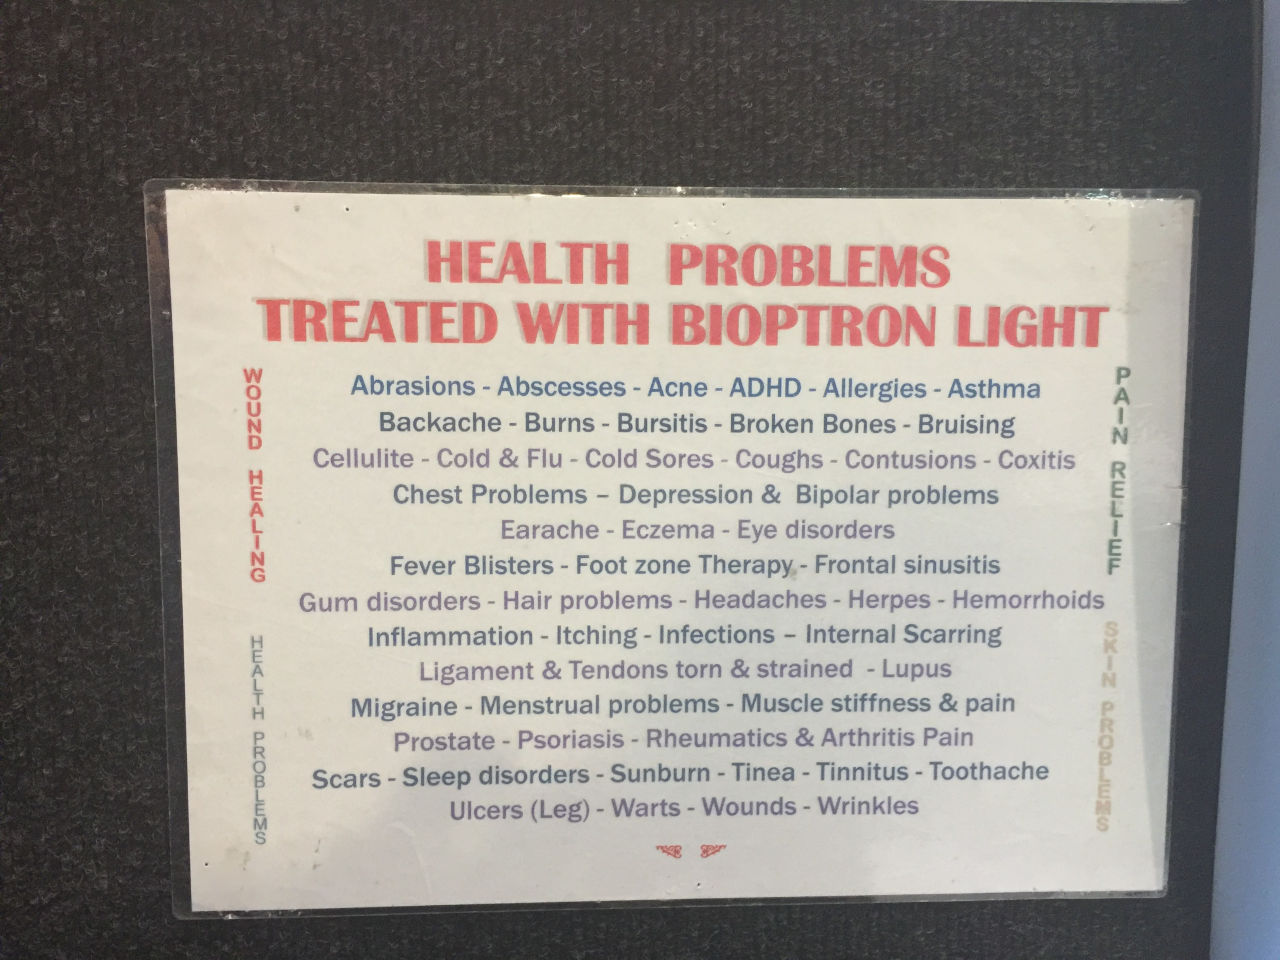 HEALTH PROBLEMS
TREATED WITH BIOPTRON LIGHT
WOUND HEALING
HEALTH PROBLEMS
Abrasions - Abscesses - Acne - ADHD - Allergies - Asthma
Backache - Burns - Bursitis - Broken Bones - Bruising
Cellulite - Cold & Flu - Cold Sores - Coughs - Contusions - Coxitis
Chest Problems – Depression & Bipolar problems
Earache - Eczema - Eye disorders
Fever Blisters - Foot zone Therapy - Frontal sinusitis
Gum disorders - Hair problems - Headaches - Herpes - Hemorrhoids
Inflammation - Itching - Infections – Internal Scarring
Ligament & Tendons torn & strained - Lupus
Migraine - Menstrual problems - Muscle stiffness & pain
Prostate - Psoriasis - Rheumatics & Arthritis Pain
Scars - Sleep disorders - Sunburn - Tinea - Tinnitus - Toothache
Ulcers (Leg) - Warts - Wounds - Wrinkles
PAIN RELIEF
SKIN PROBLEMS